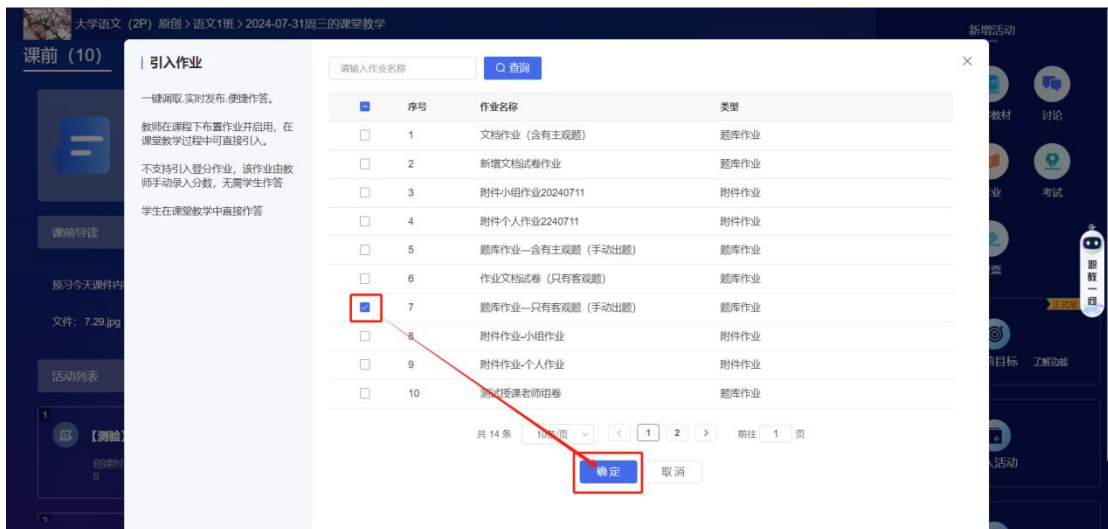 大学语文（2P）原创 > 语文1班 > 2024-07-31周三的课堂教学
新增活动
课前（10）
引入作业
请输入作业名称
查询
一键调取.实时发布.便捷作答。
教师在课程下布置作业并启用，在
课堂教学过程中可直接引入。
不支持引入登分作业，该作业由教
师手动录入分数，无需学生作答
学生在课堂教学中直接作答
序号 作业名称 类型
1 文档作业（含有主观题） 题库作业
2 新增文档试卷作业 题库作业
3 附件小组作业20240711 附件作业
4 附件个人作业2240711 附件作业
5 题库作业—含有主观题（手动出题） 题库作业
6 作业文档试卷（只有客观题） 题库作业
7 题库作业—只有客观题（手动出题） 题库作业
8 附件作业-小组作业 附件作业
9 附件作业-个人作业 附件作业
10 测试授课老师组卷 题库作业
共 14 条 10条/页 1 2 前往 1 页
确定 取消
课前导读
预习今天课件内
文件：7.29.jpg
活动列表
1
【测验】
创建时
0
2
教材 讨论
业 考试
票
职教一问
正式版
目标 了解功能
活动